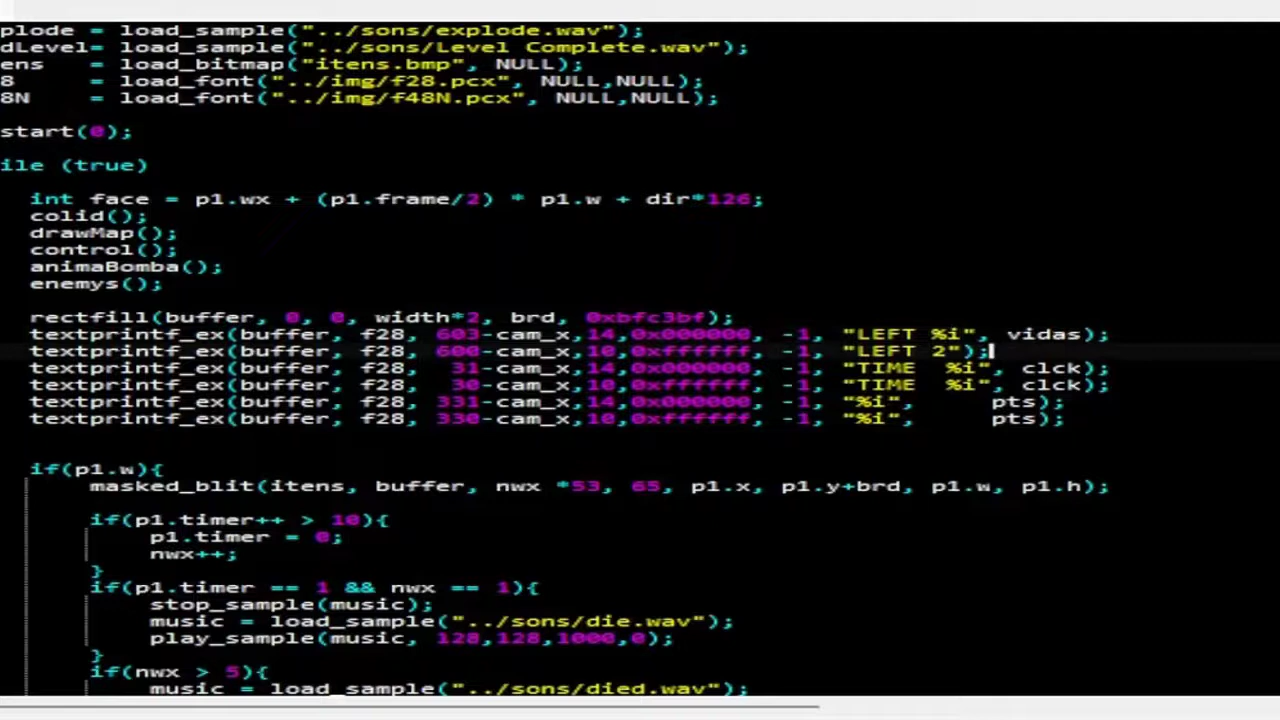 plode = load_sample("../sons/explode.wav");
dLevel= load_sample("../sons/Level Complete.wav");
ens   = load_bitmap("itens.bmp", NULL);
8     = load_font("../img/f28.pcx", NULL,NULL);
8N    = load_font("../img/f48N.pcx", NULL,NULL);
start(0);
ile (true)
int face = p1.wx + (p1.frame/2) * p1.w + dir*126;
colid();
drawMap();
control();
animaBomba();
enemys();
rectfill(buffer, 0, 0, width*2, brd, 0xbfc3bf);
textprintf_ex(buffer, f28, 603-cam_x,14,0x000000, -1, "LEFT %i", vidas);
textprintf_ex(buffer, f28, 600-cam_x,10,0xffffff, -1, "LEFT 2");
textprintf_ex(buffer, f28,  31-cam_x,14,0x000000, -1, "TIME  %i", clck);
textprintf_ex(buffer, f28,  30-cam_x,10,0xffffff, -1, "TIME  %i", clck);
textprintf_ex(buffer, f28, 331-cam_x,14,0x000000, -1, "%i",     pts);
textprintf_ex(buffer, f28, 330-cam_x,10,0xffffff, -1, "%i",     pts);
if(p1.w){
masked_blit(itens, buffer, nwx *53, 65, p1.x, p1.y+brd, p1.w, p1.h);
if(p1.timer++ > 10){
p1.timer = 0;
nwx++;
}
if(p1.timer == 1 && nwx == 1){
stop_sample(music);
music = load_sample("../sons/die.wav");
play_sample(music, 128,128,1000,0);
}
if(nwx > 5){
music = load_sample("../sons/died.wav");